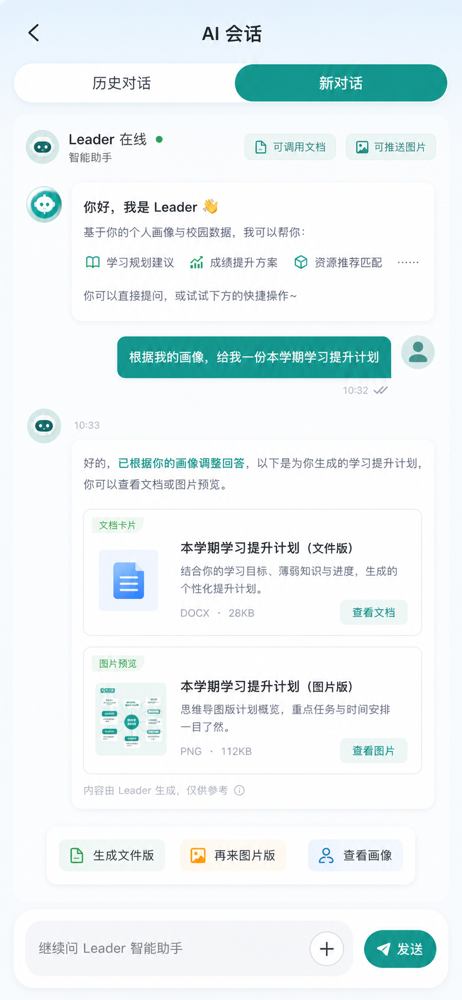 AI 会话
历史对话
新对话
Leader 在线
智能助手
可调用文档
可推送图片
你好，我是 Leader 👋
基于你的个人画像与校园数据，我可以帮你：
学习规划建议
成绩提升方案
资源推荐匹配
……
你可以直接提问，或试试下方的快捷操作~
根据我的画像，给我一份本学期学习提升计划
10:32
10:33
好的，已根据你的画像调整回答，以下是为你生成的学习提升计划，
你可以查看文档或图片预览。
文档卡片
本学期学习提升计划（文件版）
结合你的学习目标、薄弱知识与进度，生成的
个性化提升计划。
DOCX · 28KB
查看文档
图片预览
本学期学习提升计划（图片版）
思维导图版计划概览，重点任务与时间安排
一目了然。
PNG · 112KB
查看图片
内容由 Leader 生成，仅供参考
生成文件版
再来图片版
查看画像
继续问 Leader 智能助手
发送